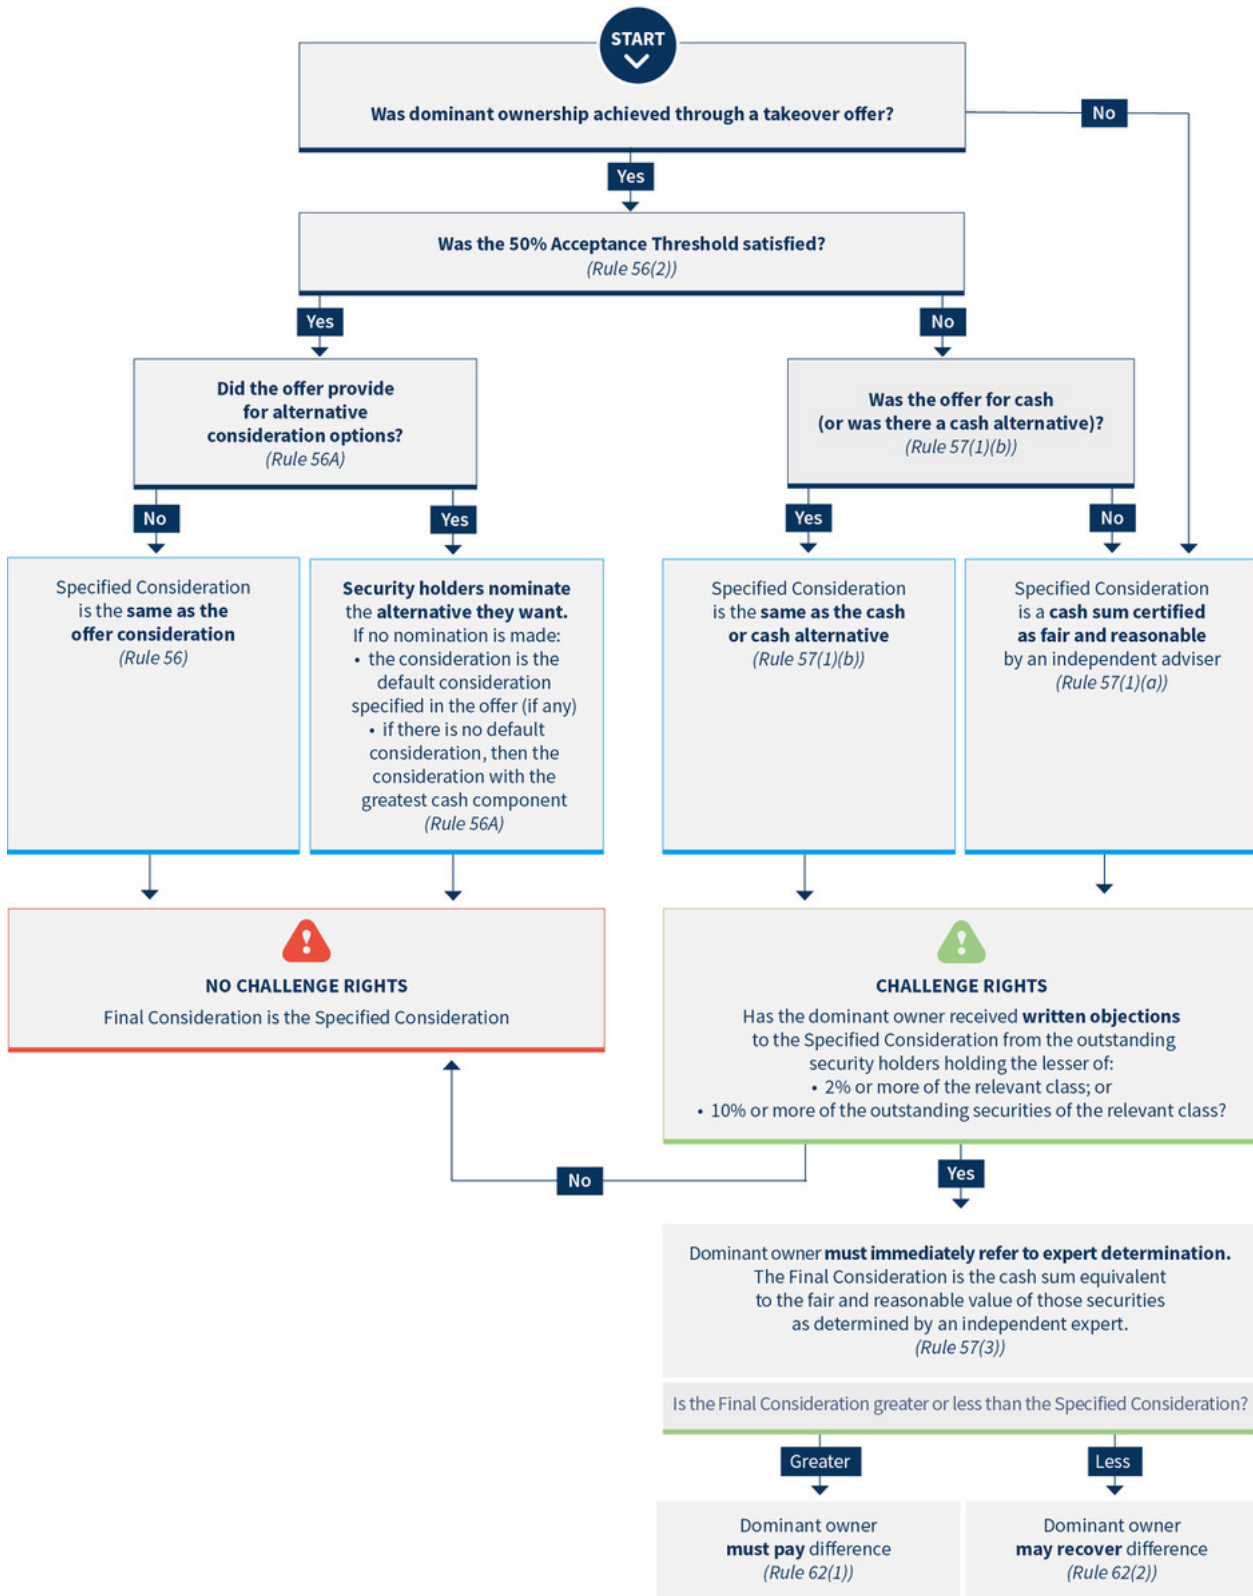 START
Was dominant ownership achieved through a takeover offer?
No
Yes
Was the 50% Acceptance Threshold satisfied?
(Rule 56(2))
Yes
No
Did the offer provide
for alternative
consideration options?
(Rule 56A)
Was the offer for cash
(or was there a cash alternative)?
(Rule 57(1)(b))
No
Yes
Yes
No
Specified Consideration
is the same as the
offer consideration
(Rule 56)
Security holders nominate
the alternative they want.
If no nomination is made:
• the consideration is the
default consideration
specified in the offer (if any)
• if there is no default
consideration, then the
consideration with the
greatest cash component
(Rule 56A)
Specified Consideration
is the same as the cash
or cash alternative
(Rule 57(1)(b))
Specified Consideration
is a cash sum certified
as fair and reasonable
by an independent adviser
(Rule 57(1)(a))
!
NO CHALLENGE RIGHTS
Final Consideration is the Specified Consideration
!
CHALLENGE RIGHTS
Has the dominant owner received written objections
to the Specified Consideration from the outstanding
security holders holding the lesser of:
• 2% or more of the relevant class; or
• 10% or more of the outstanding securities of the relevant class?
No
Yes
Dominant owner must immediately refer to expert determination.
The Final Consideration is the cash sum equivalent
to the fair and reasonable value of those securities
as determined by an independent expert.
(Rule 57(3))
Is the Final Consideration greater or less than the Specified Consideration?
Greater
Less
Dominant owner
must pay difference
(Rule 62(1))
Dominant owner
may recover difference
(Rule 62(2))